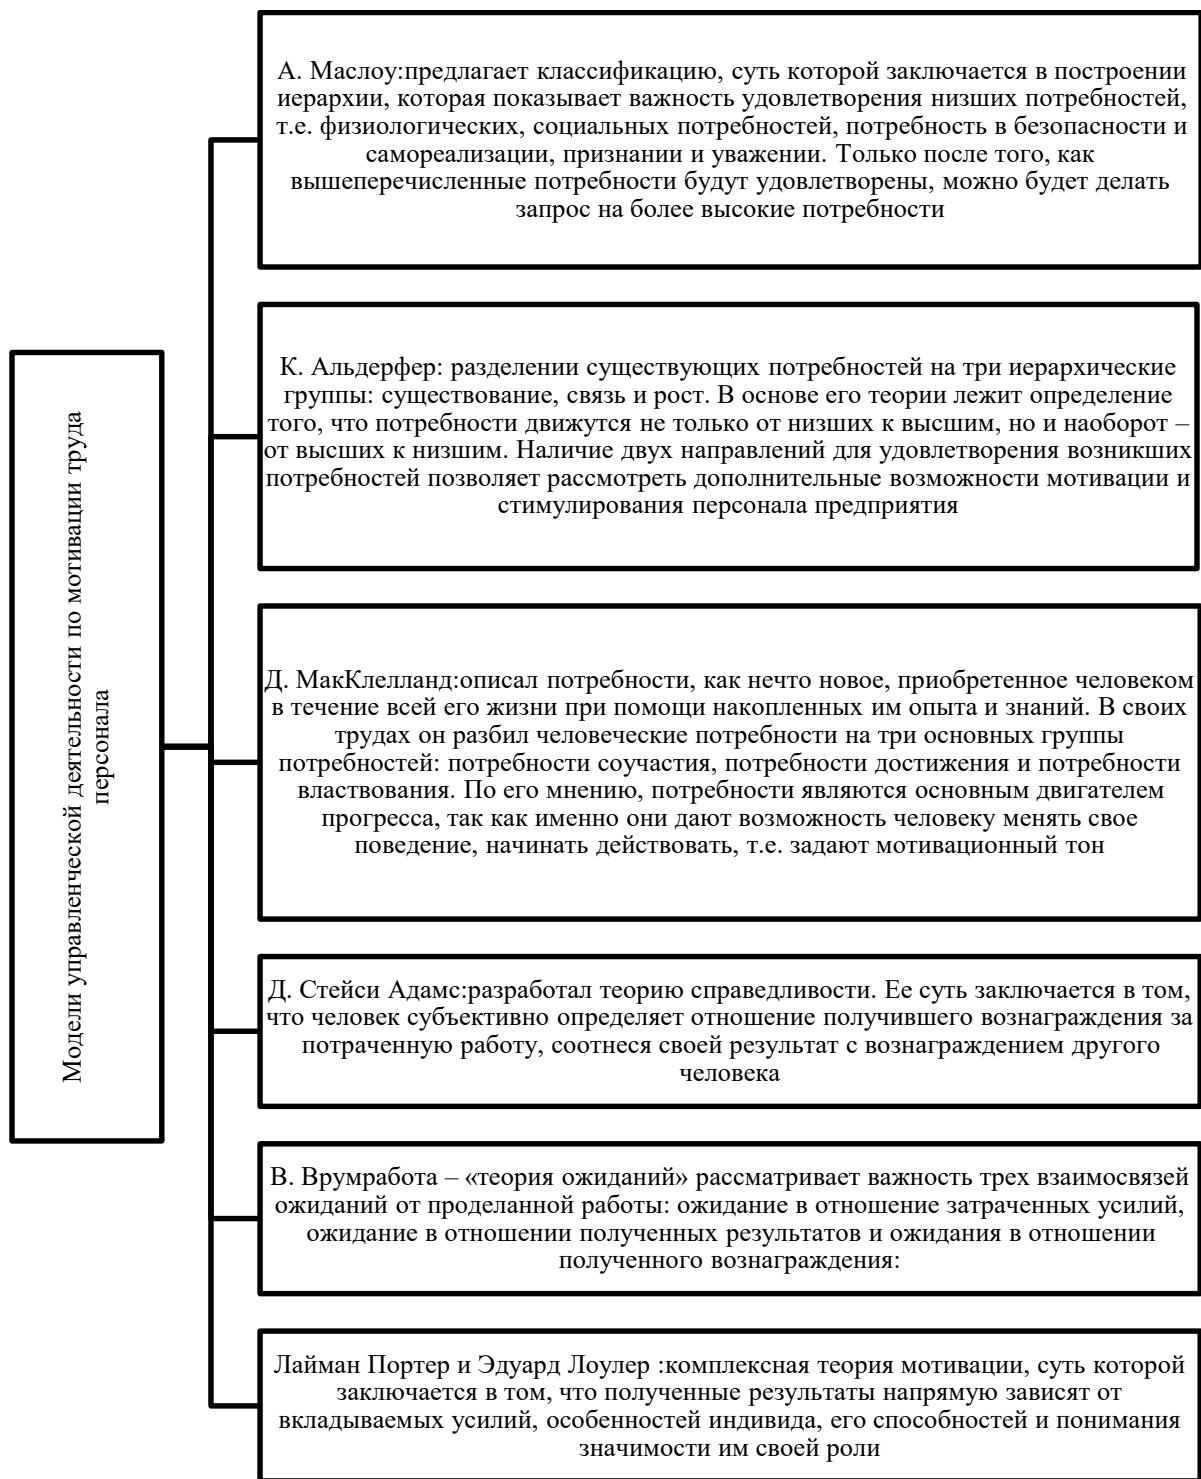 Модели управленческой деятельности по мотивации труда
персонала
А. Маслоу:предлагает классификацию, суть которой заключается в построении
иерархии, которая показывает важность удовлетворения низших потребностей,
т.е. физиологических, социальных потребностей, потребность в безопасности и
самореализации, признании и уважении. Только после того, как
вышеперечисленные потребности будут удовлетворены, можно будет делать
запрос на более высокие потребности
К. Альдерфер: разделении существующих потребностей на три иерархические
группы: существование, связь и рост. В основе его теории лежит определение
того, что потребности движутся не только от низших к высшим, но и наоборот –
от высших к низшим. Наличие двух направлений для удовлетворения возникших
потребностей позволяет рассмотреть дополнительные возможности мотивации и
стимулирования персонала предприятия
Д. МакКлелланд:описал потребности, как нечто новое, приобретенное человеком
в течение всей его жизни при помощи накопленных им опыта и знаний. В своих
трудах он разбил человеческие потребности на три основных группы
потребностей: потребности соучастия, потребности достижения и потребности
властвования. По его мнению, потребности являются основным двигателем
прогресса, так как именно они дают возможность человеку менять свое
поведение, начинать действовать, т.е. задают мотивационный тон
Д. Стейси Адамс:разработал теорию справедливости. Ее суть заключается в том,
что человек субъективно определяет отношение получившего вознаграждения за
потраченную работу, соотнеся своей результат с вознаграждением другого
человека
В. Врумработа – «теория ожиданий» рассматривает важность трех взаимосвязей
ожиданий от проделанной работы: ожидание в отношение затраченных усилий,
ожидание в отношении полученных результатов и ожидания в отношении
полученного вознаграждения:
Лайман Портер и Эдуард Лоулер :комплексная теория мотивации, суть которой
заключается в том, что полученные результаты напрямую зависят от
вкладываемых усилий, особенностей индивида, его способностей и понимания
значимости им своей роли